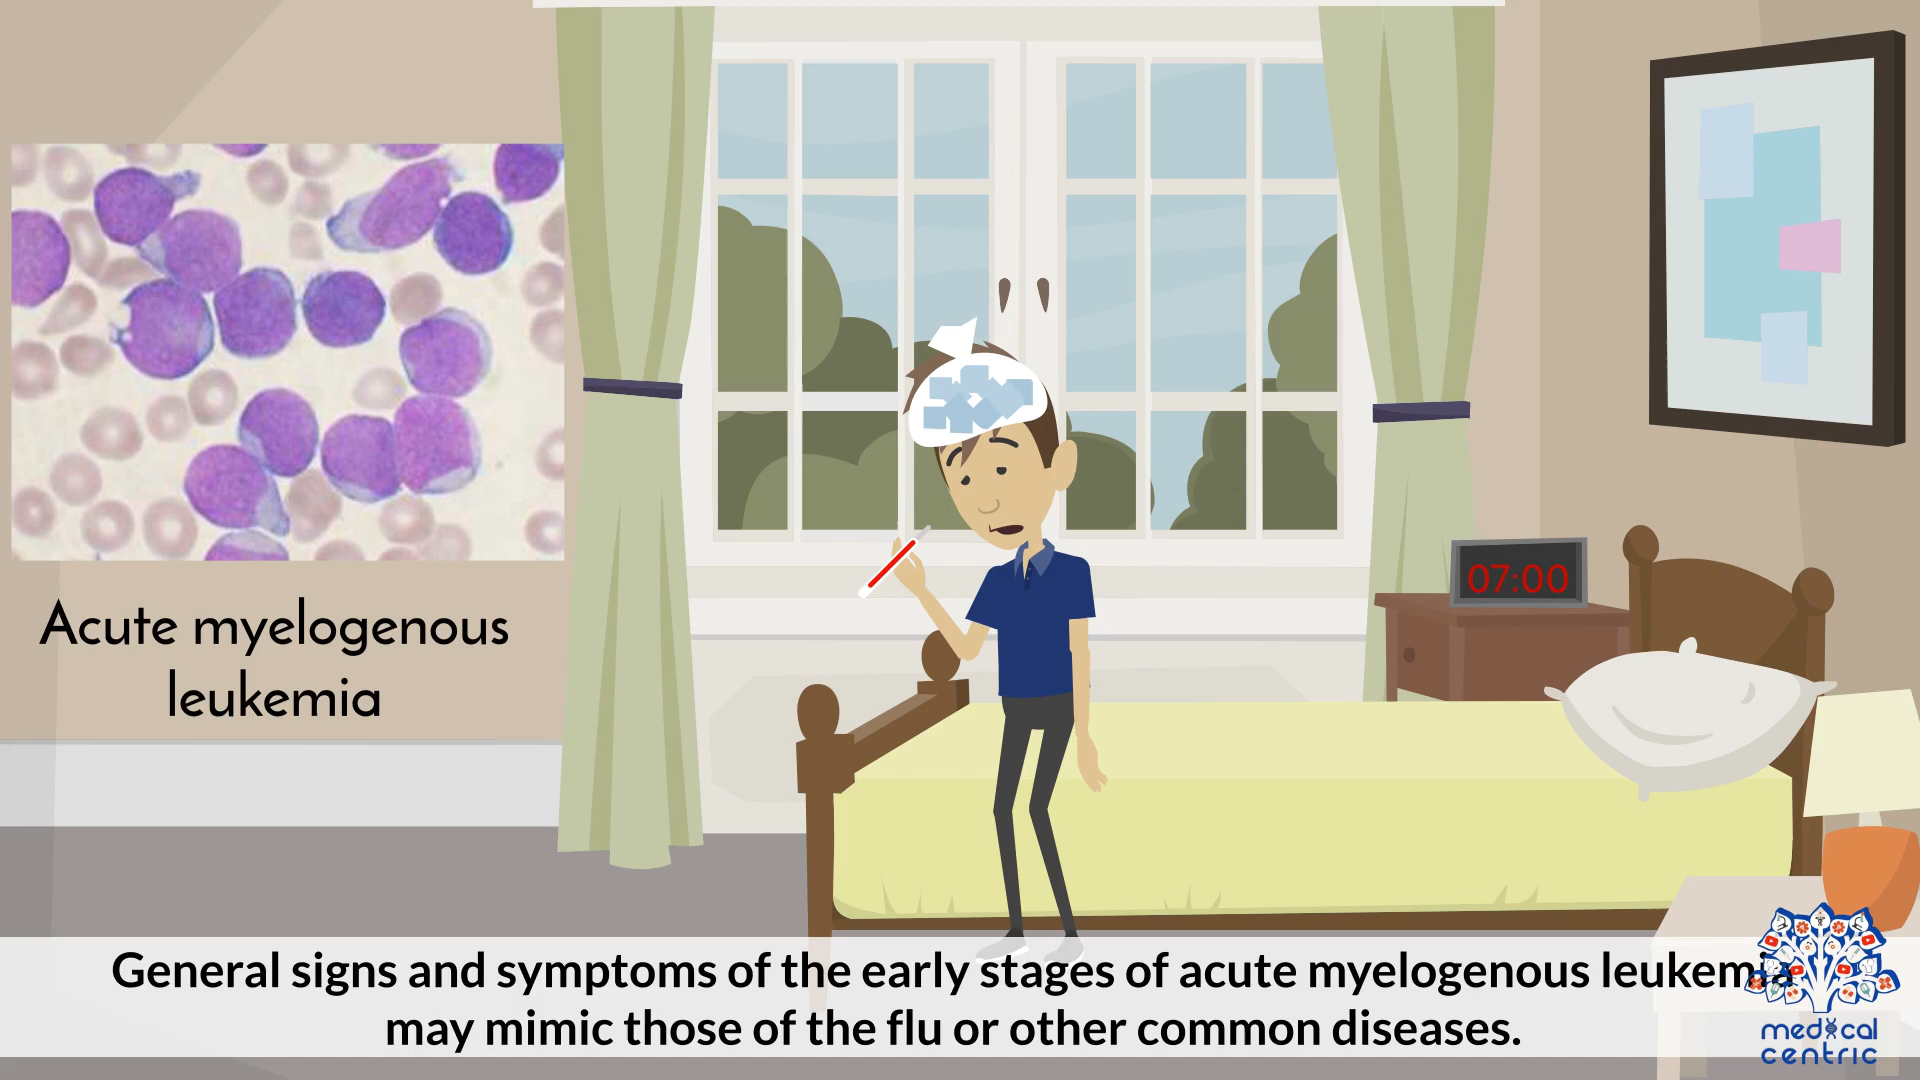 Acute myelogenous
leukemia
07:00
General signs and symptoms of the early stages of acute myelogenous leukemia
may mimic those of the flu or other common diseases.
medical
centric